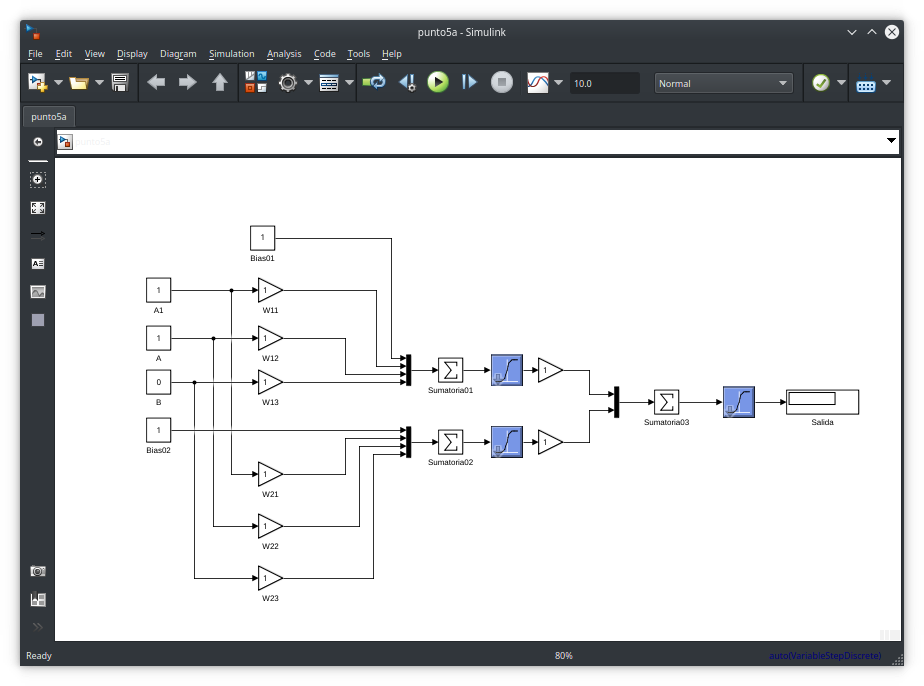 punto5a - Simulink
File Edit View Display Diagram Simulation Analysis Code Tools Help
10.0 Normal
punto5a
punto5a
1
Bias01
1
A1
1
W11
1
A
1
W12
0
B
1
W13
1
Bias02
1
W21
1
W22
1
W23
Σ
Sumatoria01
1
Σ
Sumatoria02
1
Σ
Sumatoria03
Salida
Ready 80% auto(VariableStepDiscrete)